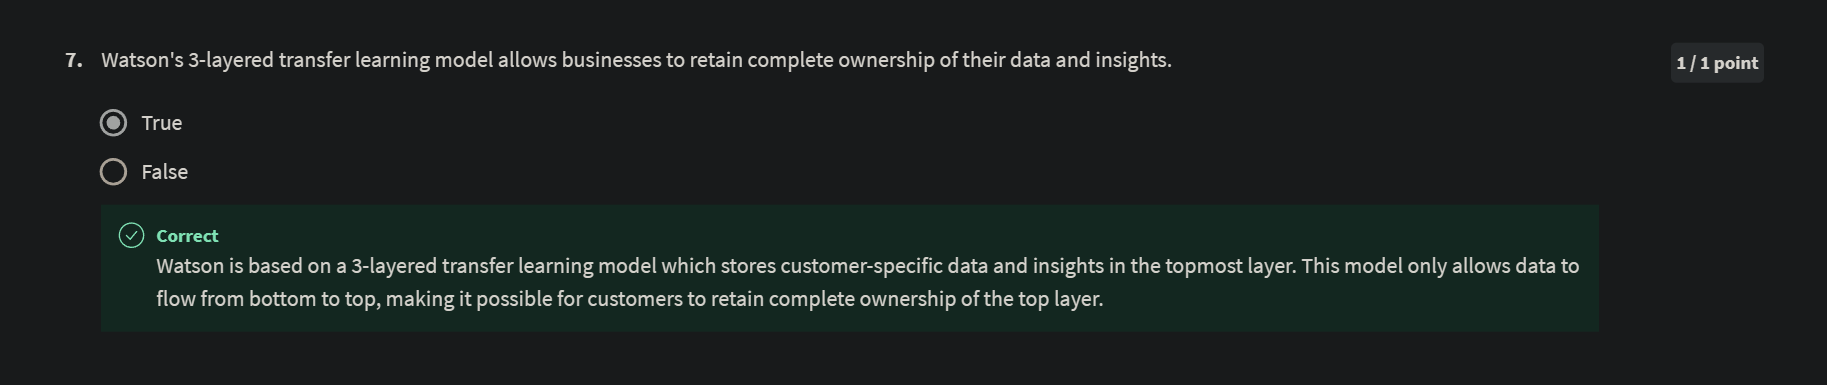 7. Watson's 3-layered transfer learning model allows businesses to retain complete ownership of their data and insights.
1 / 1 point
True
False
Correct
Watson is based on a 3-layered transfer learning model which stores customer-specific data and insights in the topmost layer. This model only allows data to
flow from bottom to top, making it possible for customers to retain complete ownership of the top layer.